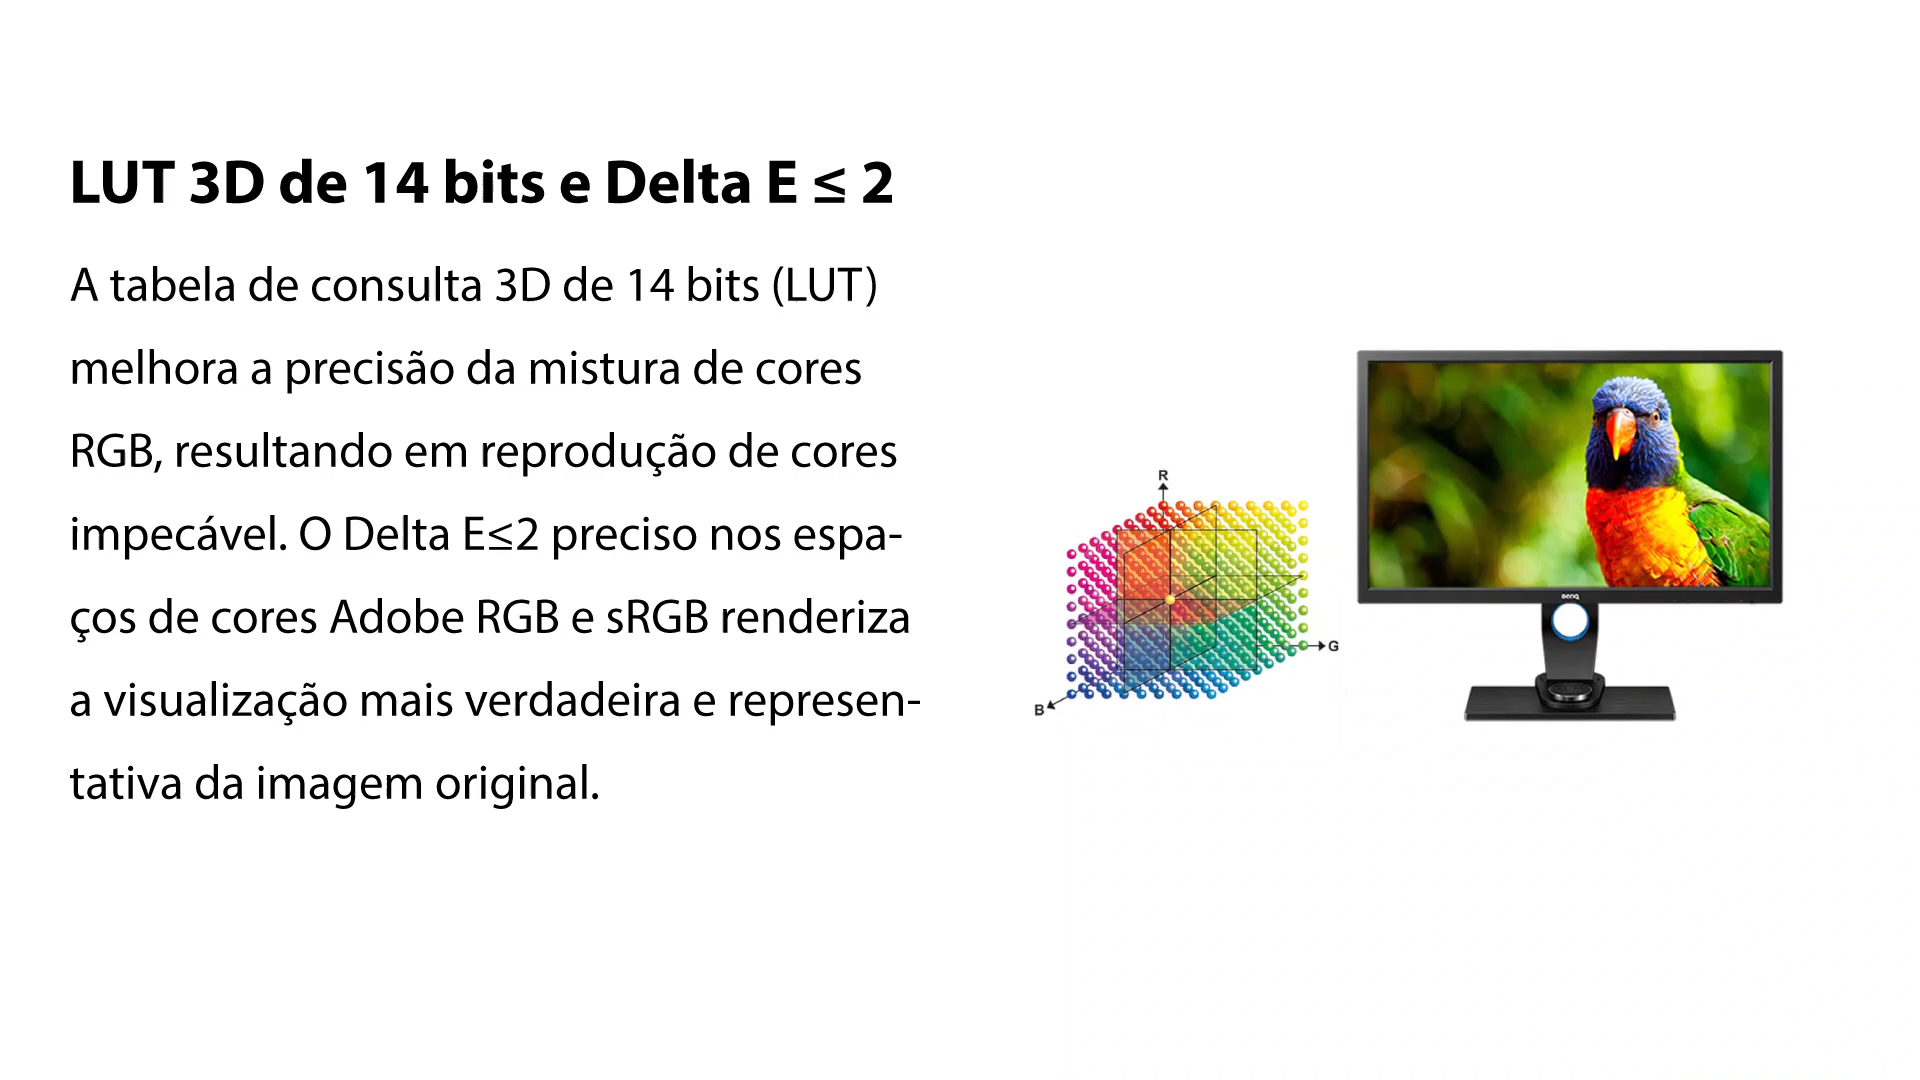 LUT 3D de 14 bits e Delta E ≤ 2
A tabela de consulta 3D de 14 bits (LUT)
melhora a precisão da mistura de cores
RGB, resultando em reprodução de cores
impecável. O Delta E≤2 preciso nos espa-
ços de cores Adobe RGB e sRGB renderiza
a visualização mais verdadeira e represen-
tativa da imagem original.
R
G
B
BenQ